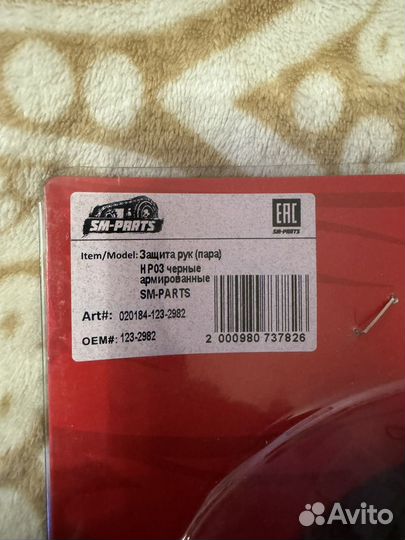 SM-PARTS
EAC
SM-PARTS
Item/Model: Защита рук (пара)
HP03 черные
армированные
SM-PARTS
Art#: 020184-123-2982
OEM#: 123-2982
2 000980 737826
Avito